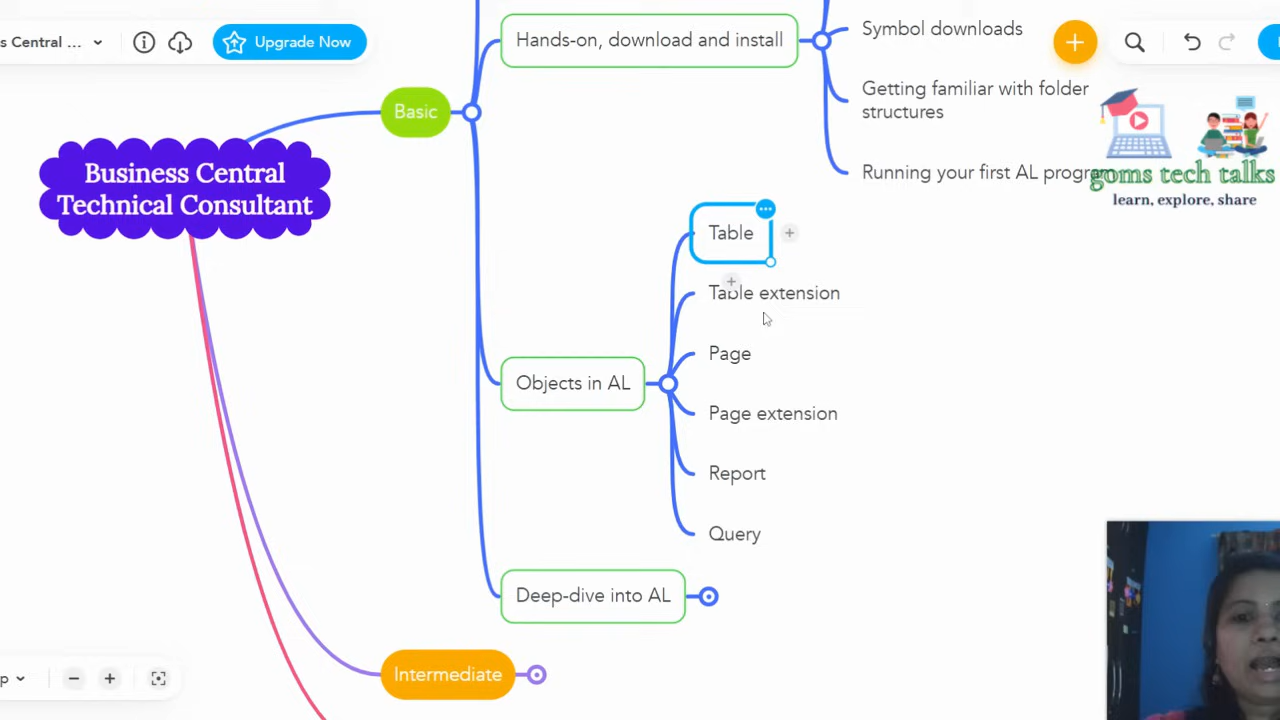 s Central ...
Upgrade Now
Hands-on, download and install
Symbol downloads
Getting familiar with folder
structures
Running your first AL program
goms tech talks
learn, explore, share
Basic
Business Central
Technical Consultant
Table
Table extension
Page
Page extension
Report
Query
Objects in AL
Deep-dive into AL
Intermediate
p